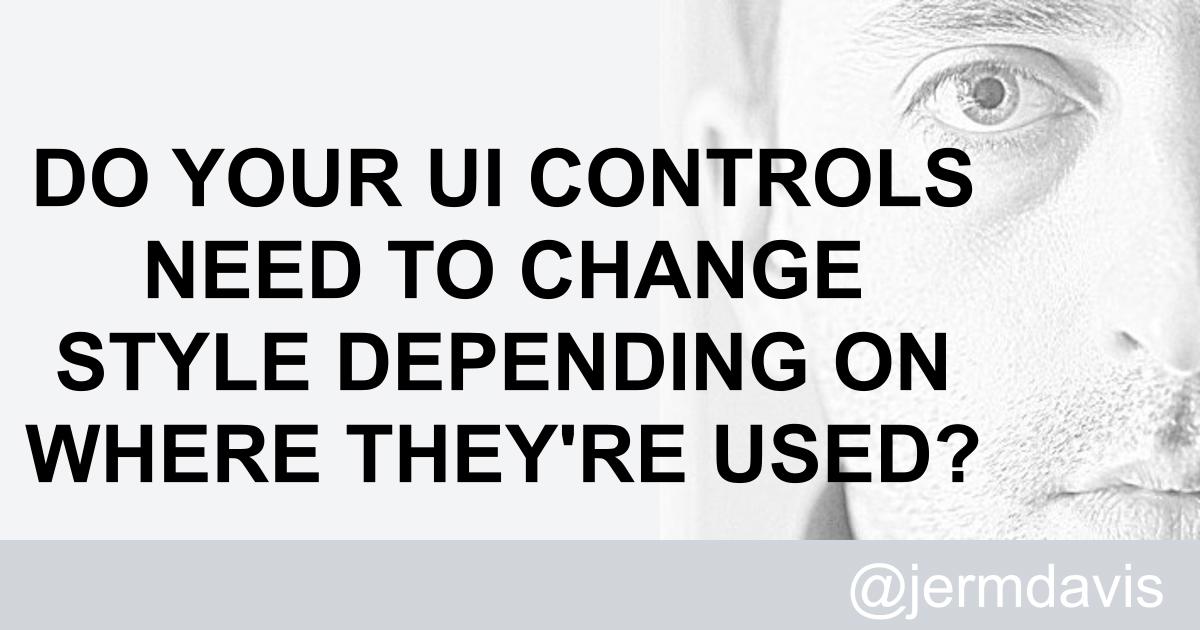 DO YOUR UI CONTROLS
NEED TO CHANGE
STYLE DEPENDING ON
WHERE THEY'RE USED?
@jermdavis